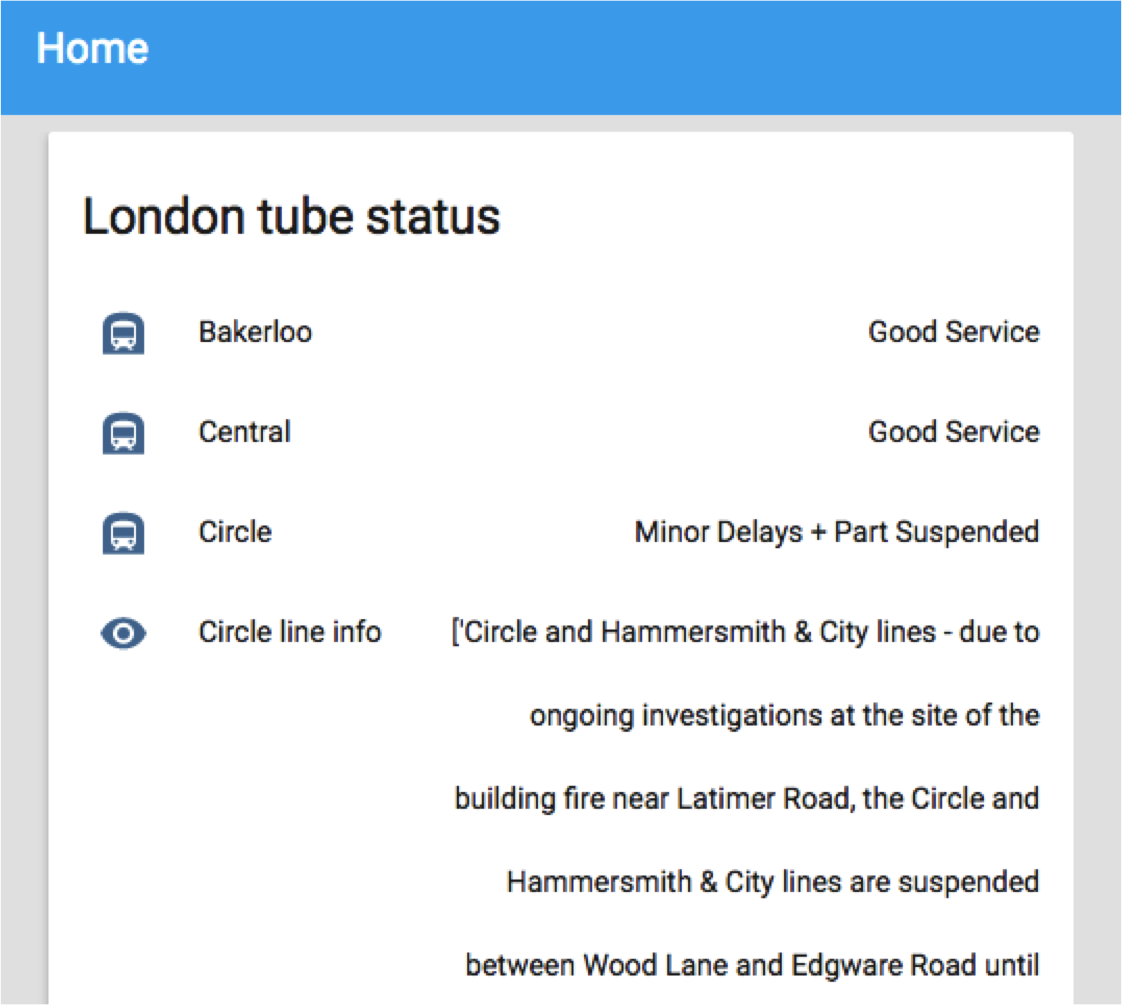 Home
London tube status
Bakerloo Good Service
Central Good Service
Circle Minor Delays + Part Suspended
Circle line info ['Circle and Hammersmith & City lines - due to
ongoing investigations at the site of the
building fire near Latimer Road, the Circle and
Hammersmith & City lines are suspended
between Wood Lane and Edgware Road until